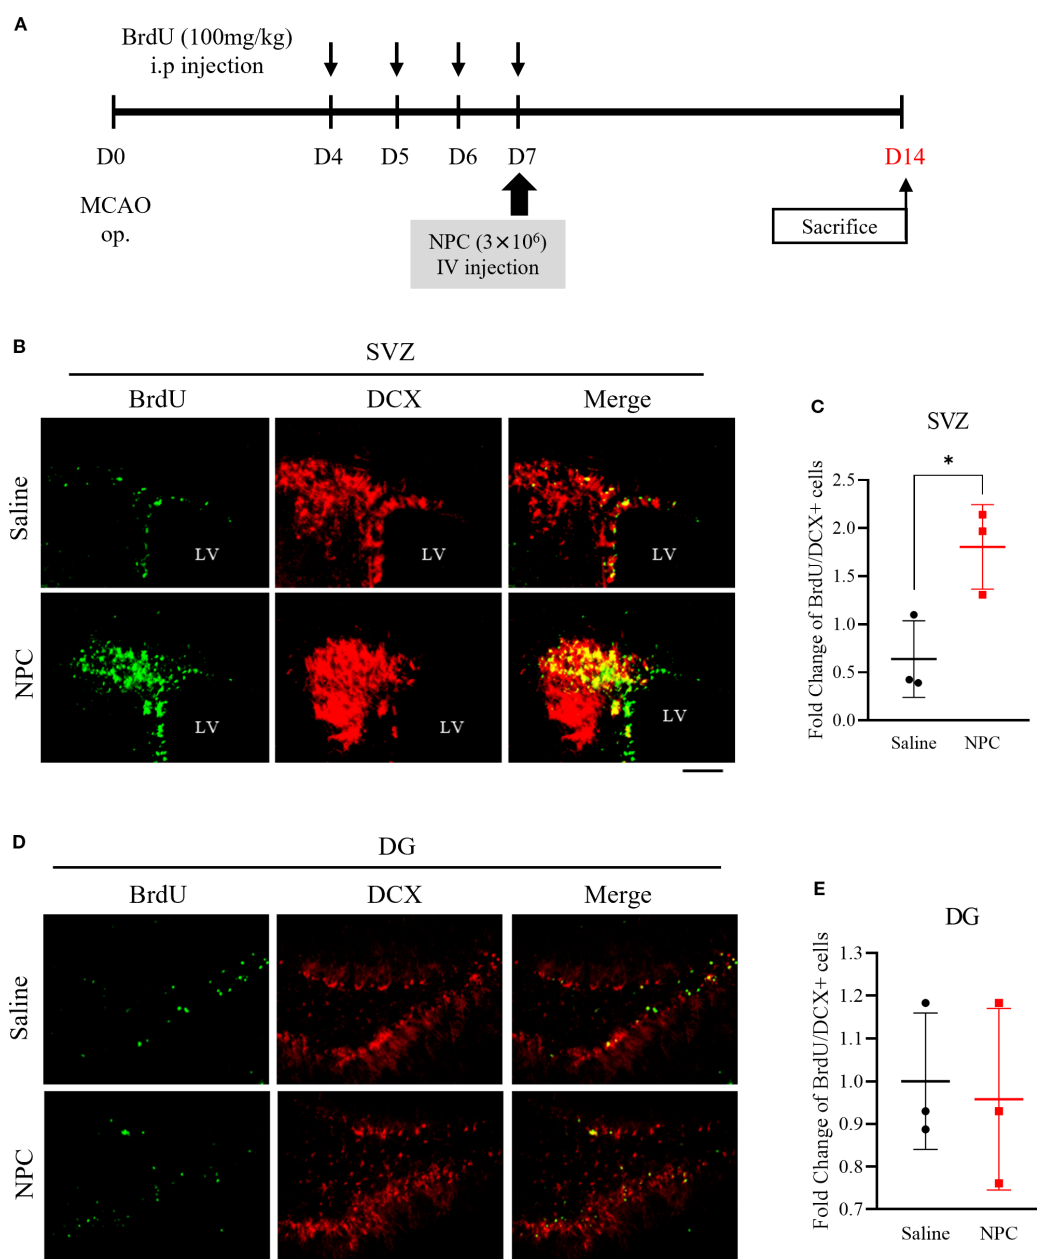 A
BrdU (100mg/kg)
i.p injection
D0
D4
D5
D6
D7
D14
MCAO
op.
NPC (3×10⁶)
IV injection
Sacrifice
B
SVZ
BrdU
DCX
Merge
Saline
LV
LV
LV
NPC
LV
LV
LV
C
SVZ
*
Fold Change of BrdU/DCX+ cells
2.5
2.0
1.5
1.0
0.5
0.0
Saline
NPC
D
DG
BrdU
DCX
Merge
Saline
NPC
E
DG
Fold Change of BrdU/DCX+ cells
1.3
1.2
1.1
1.0
0.9
0.8
0.7
Saline
NPC